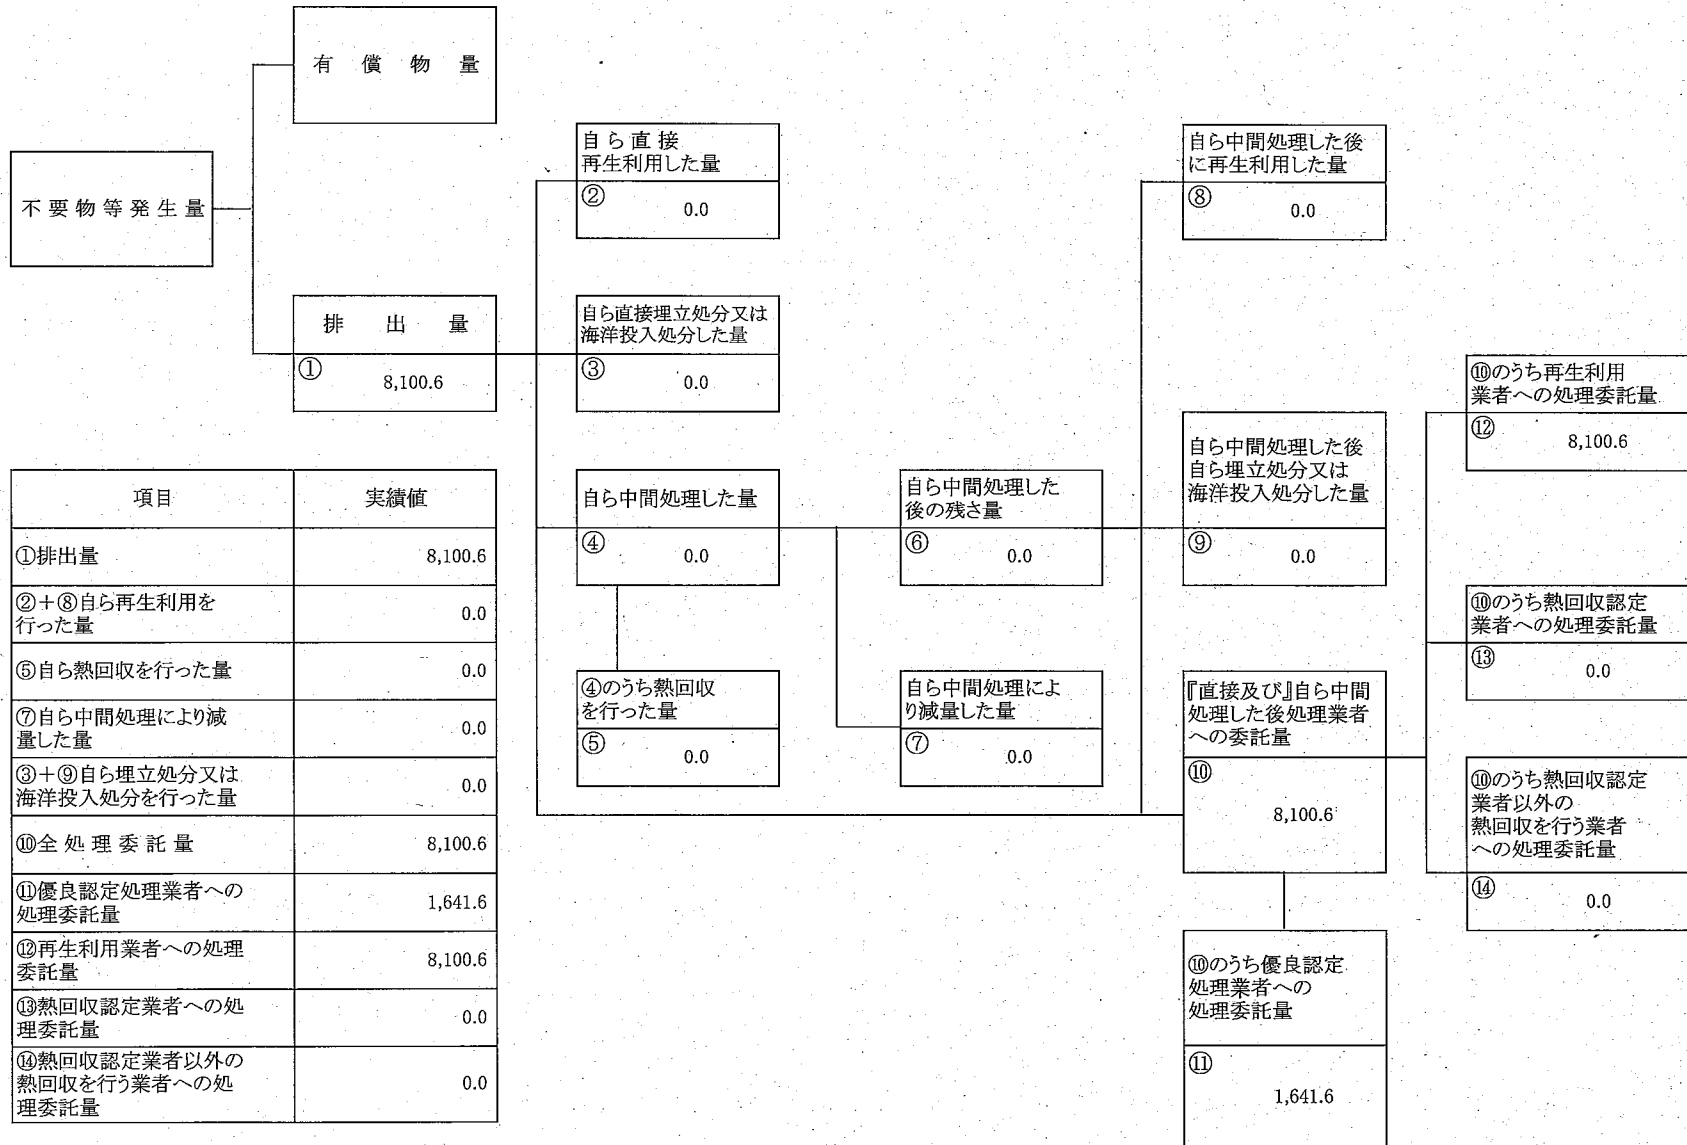 有償物量
不要物等発生量
排出量
①
8,100.6
自ら直接
再生利用した量
②
0.0
自ら直接埋立処分又は
海洋投入処分した量
③
0.0
自ら中間処理した量
④
0.0
④のうち熱回収
を行った量
⑤
0.0
自ら中間処理した
後の残さ量
⑥
0.0
自ら中間処理によ
り減量した量
⑦
0.0
自ら中間処理した後
に再生利用した量
⑧
0.0
自ら中間処理した後
自ら埋立処分又は
海洋投入処分した量
⑨
0.0
『直接及び』自ら中間
処理した後処理業者
への委託量
⑩
8,100.6
⑩のうち優良認定
処理業者への
処理委託量
⑪
1,641.6
⑩のうち再生利用
業者への処理委託量
⑫
8,100.6
⑩のうち熱回収認定
業者への処理委託量
⑬
0.0
⑩のうち熱回収認定
業者以外の
熱回収を行う業者
への処理委託量
⑭
0.0
項目 実績値
①排出量 8,100.6
②+⑧自ら再生利用を
行った量 0.0
⑤自ら熱回収を行った量 0.0
⑦自ら中間処理により減
量した量 0.0
③+⑨自ら埋立処分又は
海洋投入処分を行った量 0.0
⑩全処理委託量 8,100.6
⑪優良認定処理業者への
処理委託量 1,641.6
⑫再生利用業者への処理
委託量 8,100.6
⑬熱回収認定業者への処
理委託量 0.0
⑭熱回収認定業者以外の
熱回収を行う業者への処
理委託量 0.0